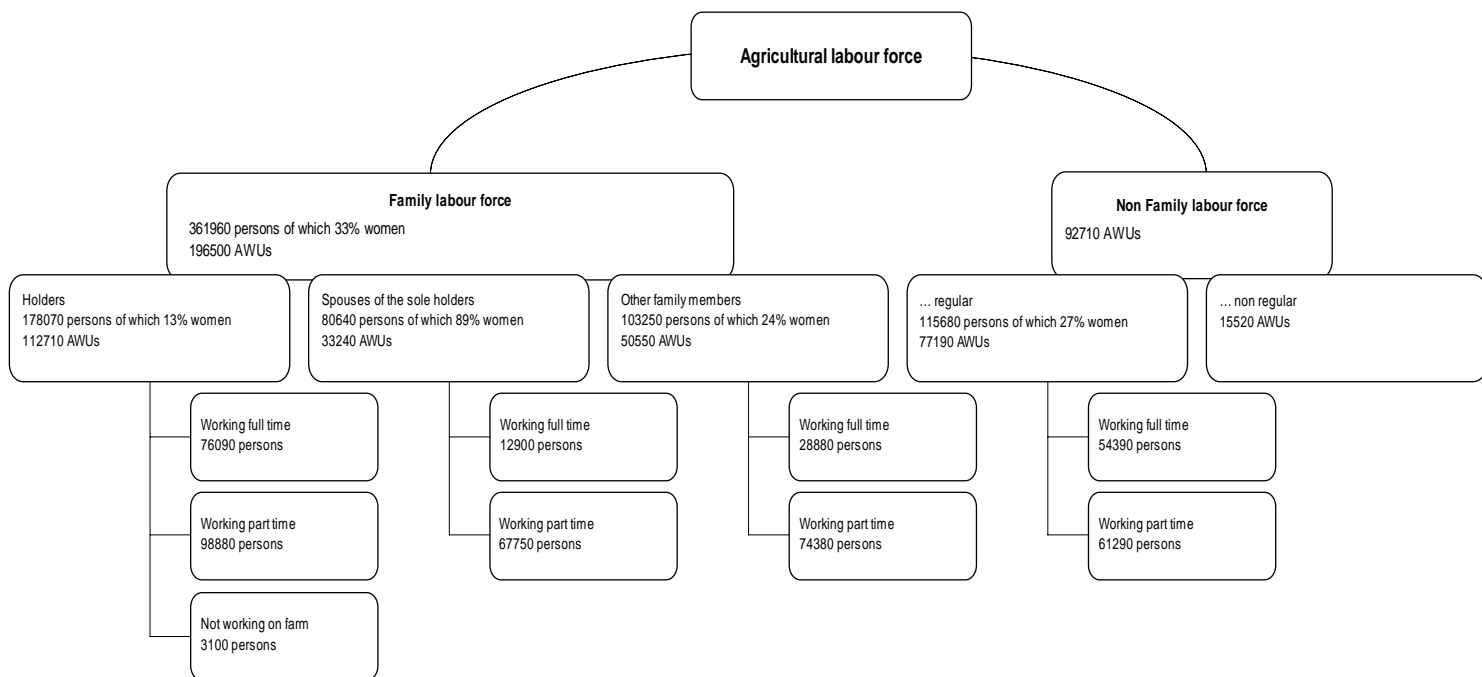 Agricultural labour force
Family labour force
361960 persons of which 33% women
196500 AWUs
Non Family labour force
92710 AWUs
Holders
178070 persons of which 13% women
112710 AWUs
Spouses of the sole holders
80640 persons of which 89% women
33240 AWUs
Other family members
103250 persons of which 24% women
50550 AWUs
... regular
115680 persons of which 27% women
77190 AWUs
... non regular
15520 AWUs
Working full time
76090 persons
Working full time
12900 persons
Working full time
28880 persons
Working full time
54390 persons
Working part time
98880 persons
Working part time
67750 persons
Working part time
74380 persons
Working part time
61290 persons
Not working on farm
3100 persons